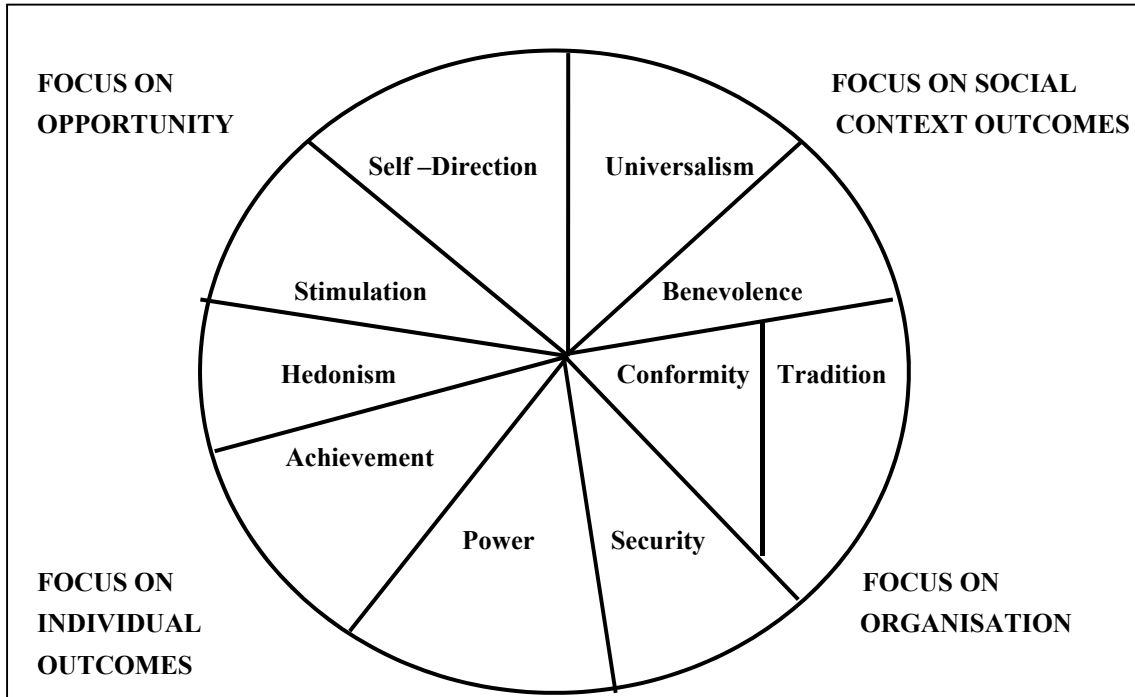 FOCUS ON
OPPORTUNITY
FOCUS ON SOCIAL
CONTEXT OUTCOMES
Self –Direction
Universalism
Stimulation
Benevolence
Hedonism
Conformity
Tradition
Achievement
Power
Security
FOCUS ON
INDIVIDUAL
OUTCOMES
FOCUS ON
ORGANISATION